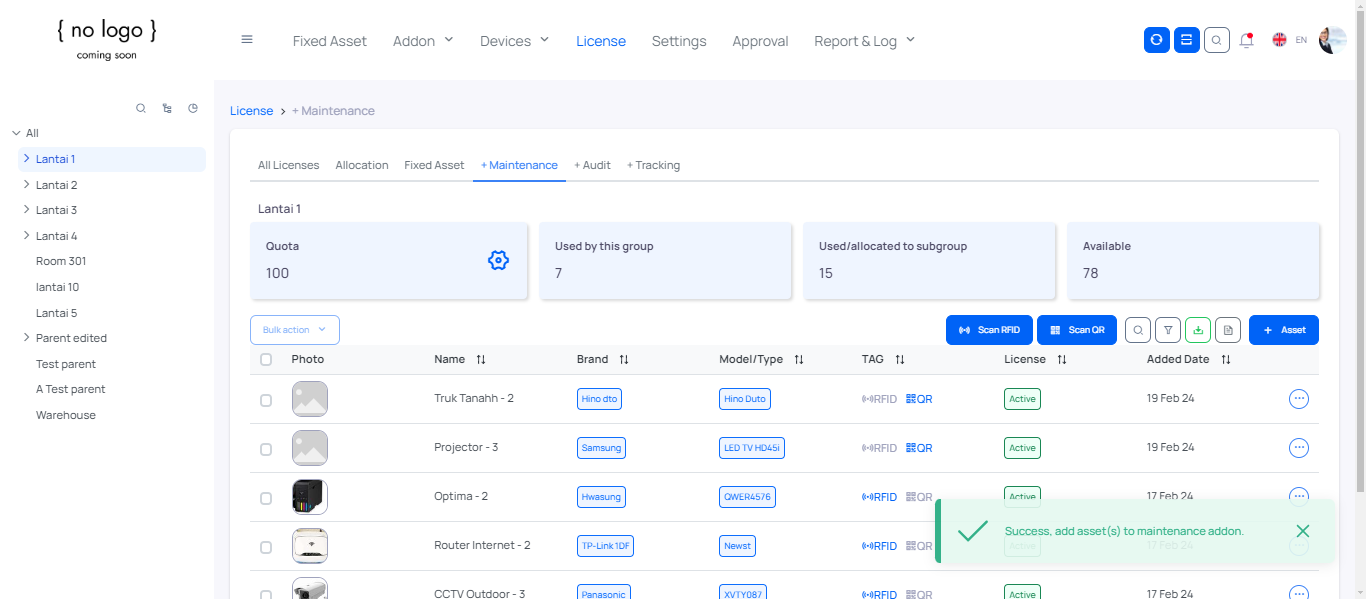 { no logo }
coming soon
Fixed Asset Addon Devices License Settings Approval Report & Log EN
All
Lantai 1
Lantai 2
Lantai 3
Lantai 4
Room 301
lantai 10
Lantai 5
Parent edited
Test parent
A Test parent
Warehouse
License > + Maintenance
All Licenses Allocation Fixed Asset + Maintenance + Audit + Tracking
Lantai 1
Quota
100
Used by this group
7
Used/allocated to subgroup
15
Available
78
Bulk action Scan RFID Scan QR + Asset
Photo Name Brand Model/Type TAG License Added Date
Truk Tanahh - 2 Hino dto Hino Duto RFID QR Active 19 Feb 24
Projector - 3 Samsung LED TV HD45i RFID QR Active 19 Feb 24
Optima - 2 Hwasung QWER4576 RFID QR Active 17 Feb 24
Router Internet - 2 TP-Link 1DF Newst RFID QR Active 17 Feb 24
CCTV Outdoor - 3 Panasonic XVTY087 RFID QR Active 17 Feb 24
Success, add asset(s) to maintenance addon.